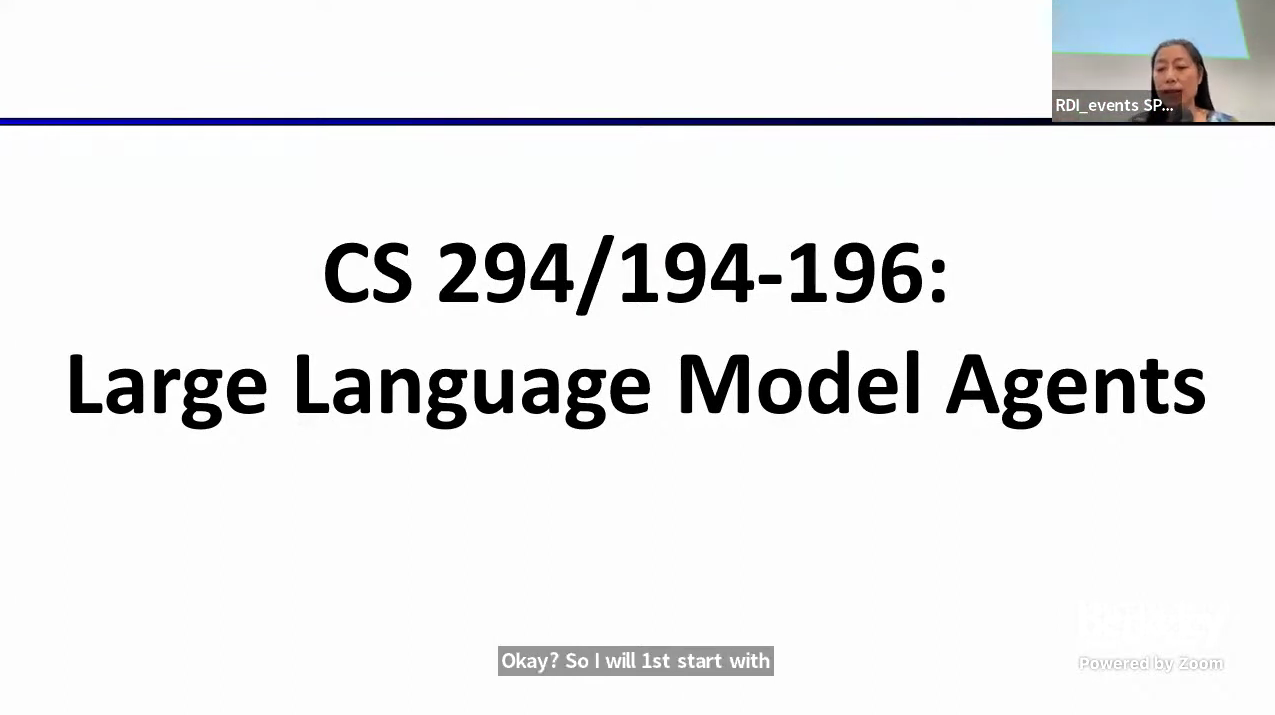 RDI_events SP...
CS 294/194-196:
Large Language Model Agents
Okay? So I will 1st start with
Berkeley
Powered by Zoom